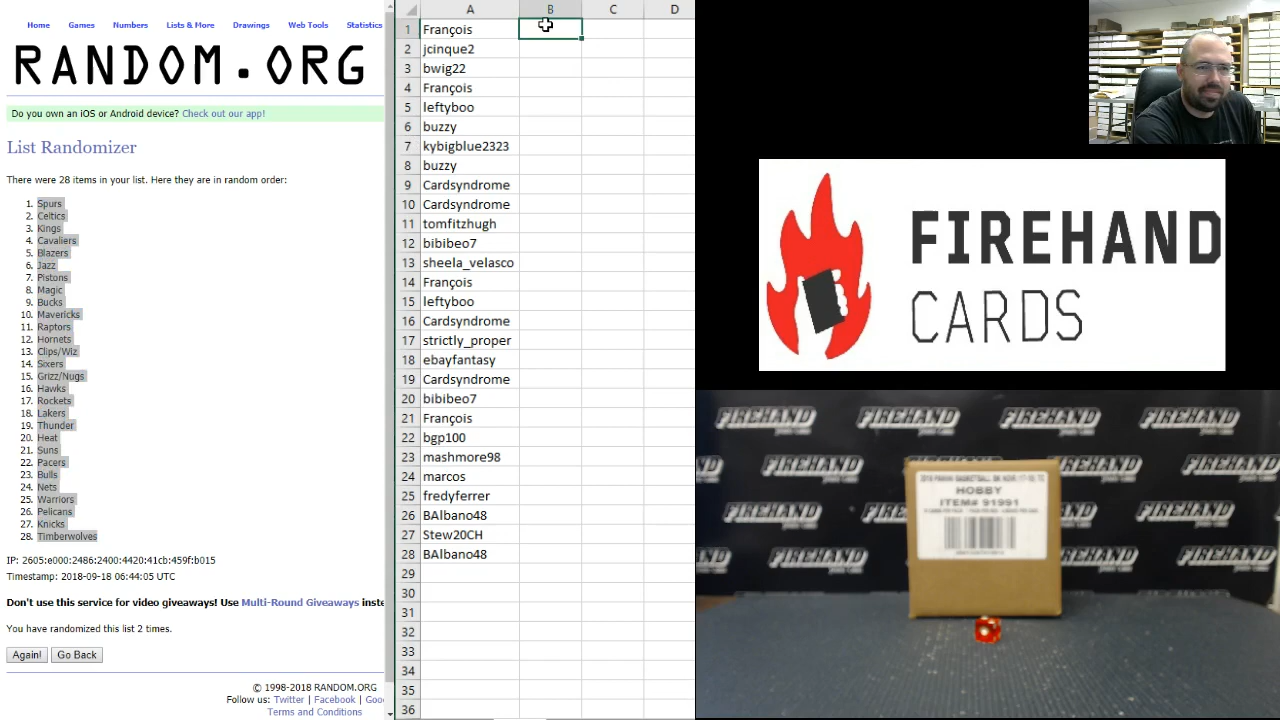 Home Games Numbers Lists & More Drawings Web Tools Statistics
RANDOM.ORG
Do you own an iOS or Android device? Check out our app!
List Randomizer
There were 28 items in your list. Here they are in random order:
1. Spurs
2. Celtics
3. Kings
4. Cavaliers
5. Blazers
6. Jazz
7. Pistons
8. Magic
9. Bucks
10. Mavericks
11. Raptors
12. Hornets
13. Clips/Wiz
14. Sixers
15. Grizz/Nugs
16. Hawks
17. Rockets
18. Lakers
19. Thunder
20. Heat
21. Suns
22. Pacers
23. Bulls
24. Nets
25. Warriors
26. Pelicans
27. Knicks
28. Timberwolves
IP: 2605:e000:2486:2400:4420:41cb:459f:b015
Timestamp: 2018-09-18 06:44:05 UTC
Don't use this service for video giveaways! Use Multi-Round Giveaways inste
You have randomized this list 2 times.
Again! Go Back
© 1998-2018 RANDOM.ORG
Follow us: Twitter | Facebook | Goo
Terms and Conditions
A B C D
1 François
2 jcinque2
3 bwig22
4 François
5 leftyboo
6 buzzy
7 kybigblue2323
8 buzzy
9 Cardsyndrome
10 Cardsyndrome
11 tomfitzhugh
12 bibibeo7
13 sheela_velasco
14 François
15 leftyboo
16 Cardsyndrome
17 strictly_proper
18 ebayfantasy
19 Cardsyndrome
20 bibibeo7
21 François
22 bgp100
23 mashmore98
24 marcos
25 fredyferrer
26 BAlbano48
27 Stew20CH
28 BAlbano48
29
30
31
32
33
34
35
36
FIREHAND
CARDS
FIREHAND FIREHAND FIREHAND FIREHAND
HOBBY
ITEM# 91991